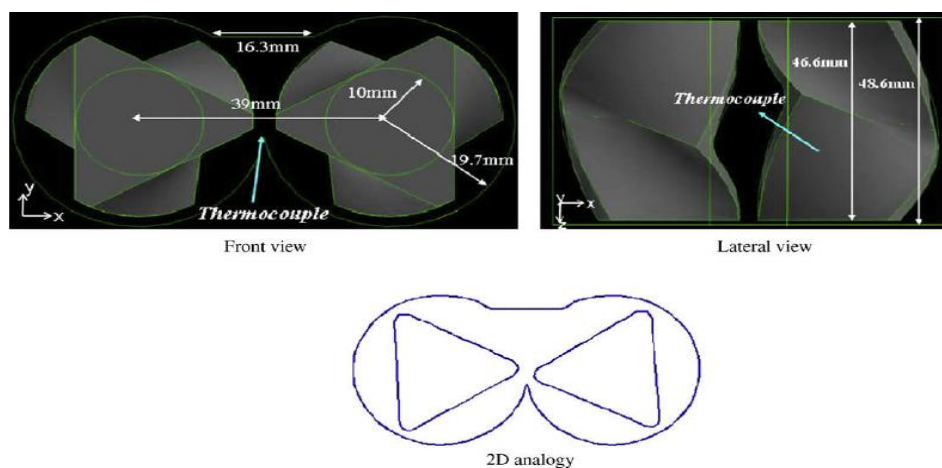 16.3mm
39mm
10mm
19.7mm
Thermocouple
y
x
Front view
46.6mm
48.6mm
Thermocouple
y
x
z
Lateral view
2D analogy